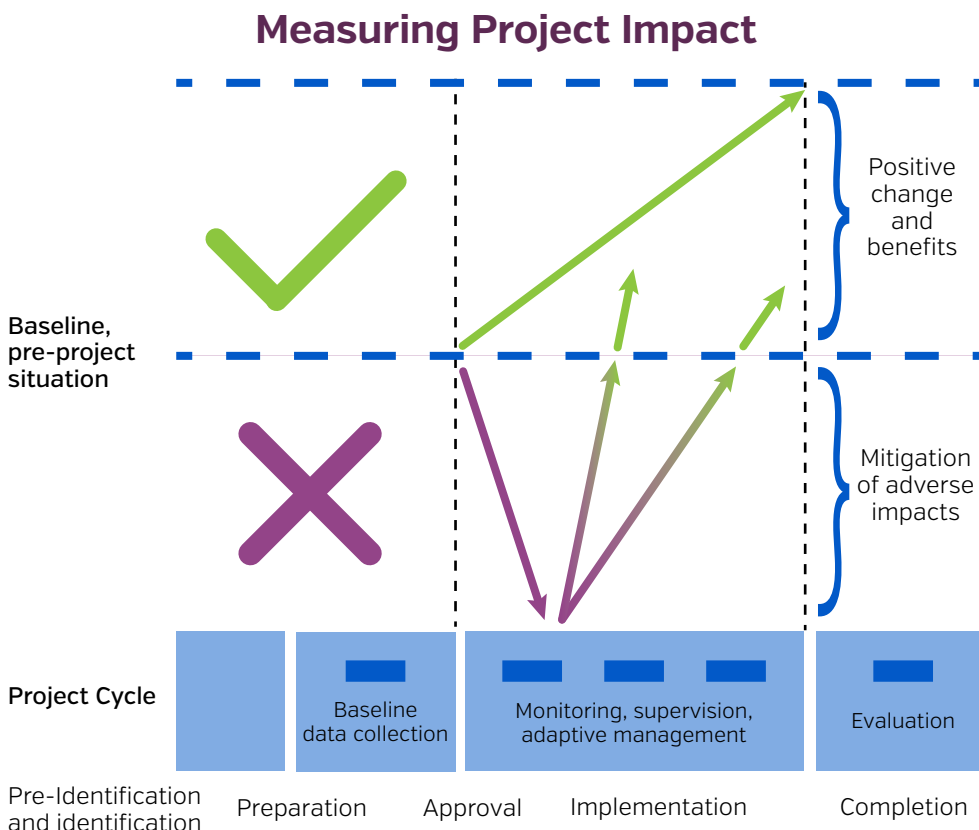 Measuring Project Impact
Positive
change
and
benefits
Baseline,
pre-project
situation
Mitigation
of adverse
impacts
Project Cycle
Baseline
data collection
Monitoring, supervision,
adaptive management
Evaluation
Pre-Identification
and identification
Preparation
Approval
Implementation
Completion